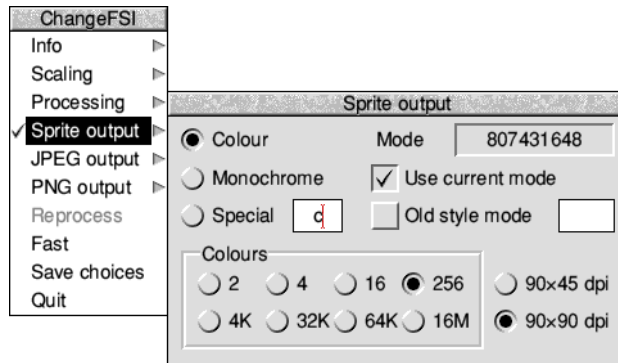 ChangeFSI
Info
Scaling
Processing
Sprite output
JPEG output
PNG output
Reprocess
Fast
Save choices
Quit
Sprite output
Colour Mode 807431648
Monochrome Use current mode
Special c Old style mode
Colours
2 4 16 256 90×45 dpi
4K 32K 64K 16M 90×90 dpi